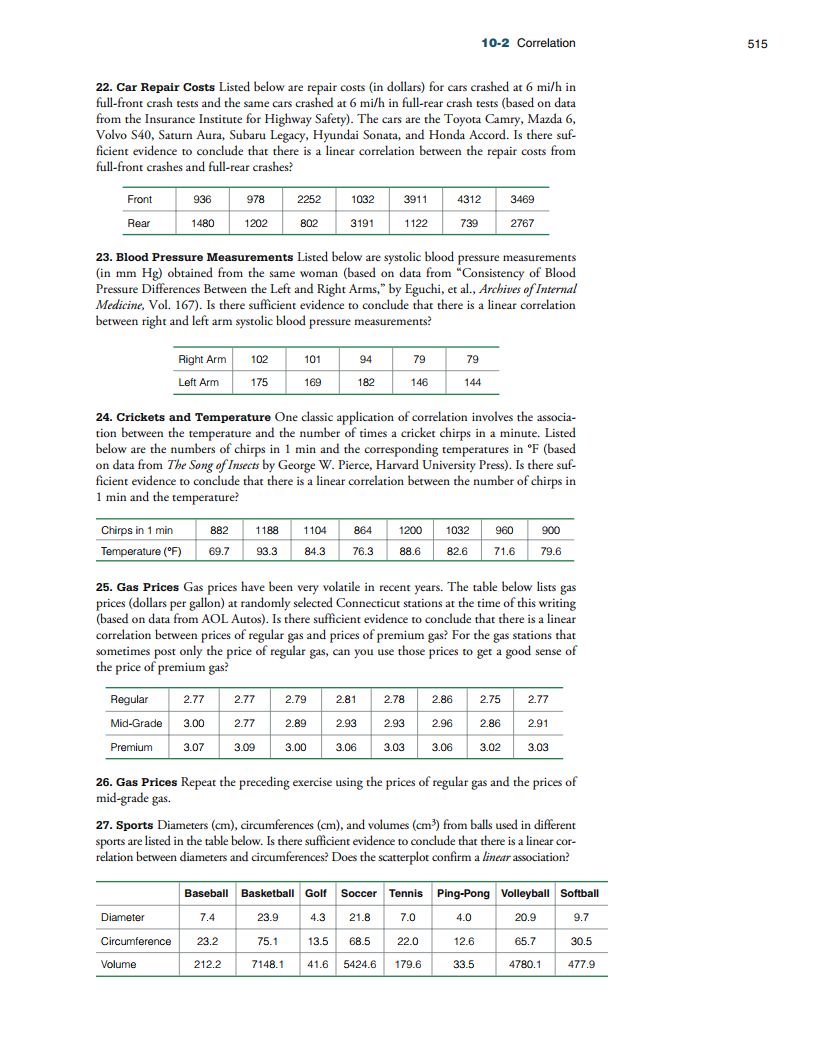 10-2 Correlation 515
22. Car Repair Costs Listed below are repair costs (in dollars) for cars crashed at 6 mi/h in
full-front crash tests and the same cars crashed at 6 mi/h in full-rear crash tests (based on data
from the Insurance Institute for Highway Safety). The cars are the Toyota Camry, Mazda 6,
Volvo S40, Saturn Aura, Subaru Legacy, Hyundai Sonata, and Honda Accord. Is there suf-
ficient evidence to conclude that there is a linear correlation between the repair costs from
full-front crashes and full-rear crashes?
Front 936 978 2252 1032 3911 4312 3469
Rear 1480 1202 802 3191 1122 739 2767
23. Blood Pressure Measurements Listed below are systolic blood pressure measurements
(in mm Hg) obtained from the same woman (based on data from “Consistency of Blood
Pressure Differences Between the Left and Right Arms,” by Eguchi, et al., Archives of Internal
Medicine, Vol. 167). Is there sufficient evidence to conclude that there is a linear correlation
between right and left arm systolic blood pressure measurements?
Right Arm 102 101 94 79 79
Left Arm 175 169 182 146 144
24. Crickets and Temperature One classic application of correlation involves the associa-
tion between the temperature and the number of times a cricket chirps in a minute. Listed
below are the numbers of chirps in 1 min and the corresponding temperatures in °F (based
on data from The Song of Insects by George W. Pierce, Harvard University Press). Is there suf-
ficient evidence to conclude that there is a linear correlation between the number of chirps in
1 min and the temperature?
Chirps in 1 min 882 1188 1104 864 1200 1032 960 900
Temperature (°F) 69.7 93.3 84.3 76.3 88.6 82.6 71.6 79.6
25. Gas Prices Gas prices have been very volatile in recent years. The table below lists gas
prices (dollars per gallon) at randomly selected Connecticut stations at the time of this writing
(based on data from AOL Autos). Is there sufficient evidence to conclude that there is a linear
correlation between prices of regular gas and prices of premium gas? For the gas stations that
sometimes post only the price of regular gas, can you use those prices to get a good sense of
the price of premium gas?
Regular 2.77 2.77 2.79 2.81 2.78 2.86 2.75 2.77
Mid-Grade 3.00 2.77 2.89 2.93 2.93 2.96 2.86 2.91
Premium 3.07 3.09 3.00 3.06 3.03 3.06 3.02 3.03
26. Gas Prices Repeat the preceding exercise using the prices of regular gas and the prices of
mid-grade gas.
27. Sports Diameters (cm), circumferences (cm), and volumes (cm³) from balls used in different
sports are listed in the table below. Is there sufficient evidence to conclude that there is a linear cor-
relation between diameters and circumferences? Does the scatterplot confirm a linear association?
Baseball Basketball Golf Soccer Tennis Ping-Pong Volleyball Softball
Diameter 7.4 23.9 4.3 21.8 7.0 4.0 20.9 9.7
Circumference 23.2 75.1 13.5 68.5 22.0 12.6 65.7 30.5
Volume 212.2 7148.1 41.6 5424.6 179.6 33.5 4780.1 477.9